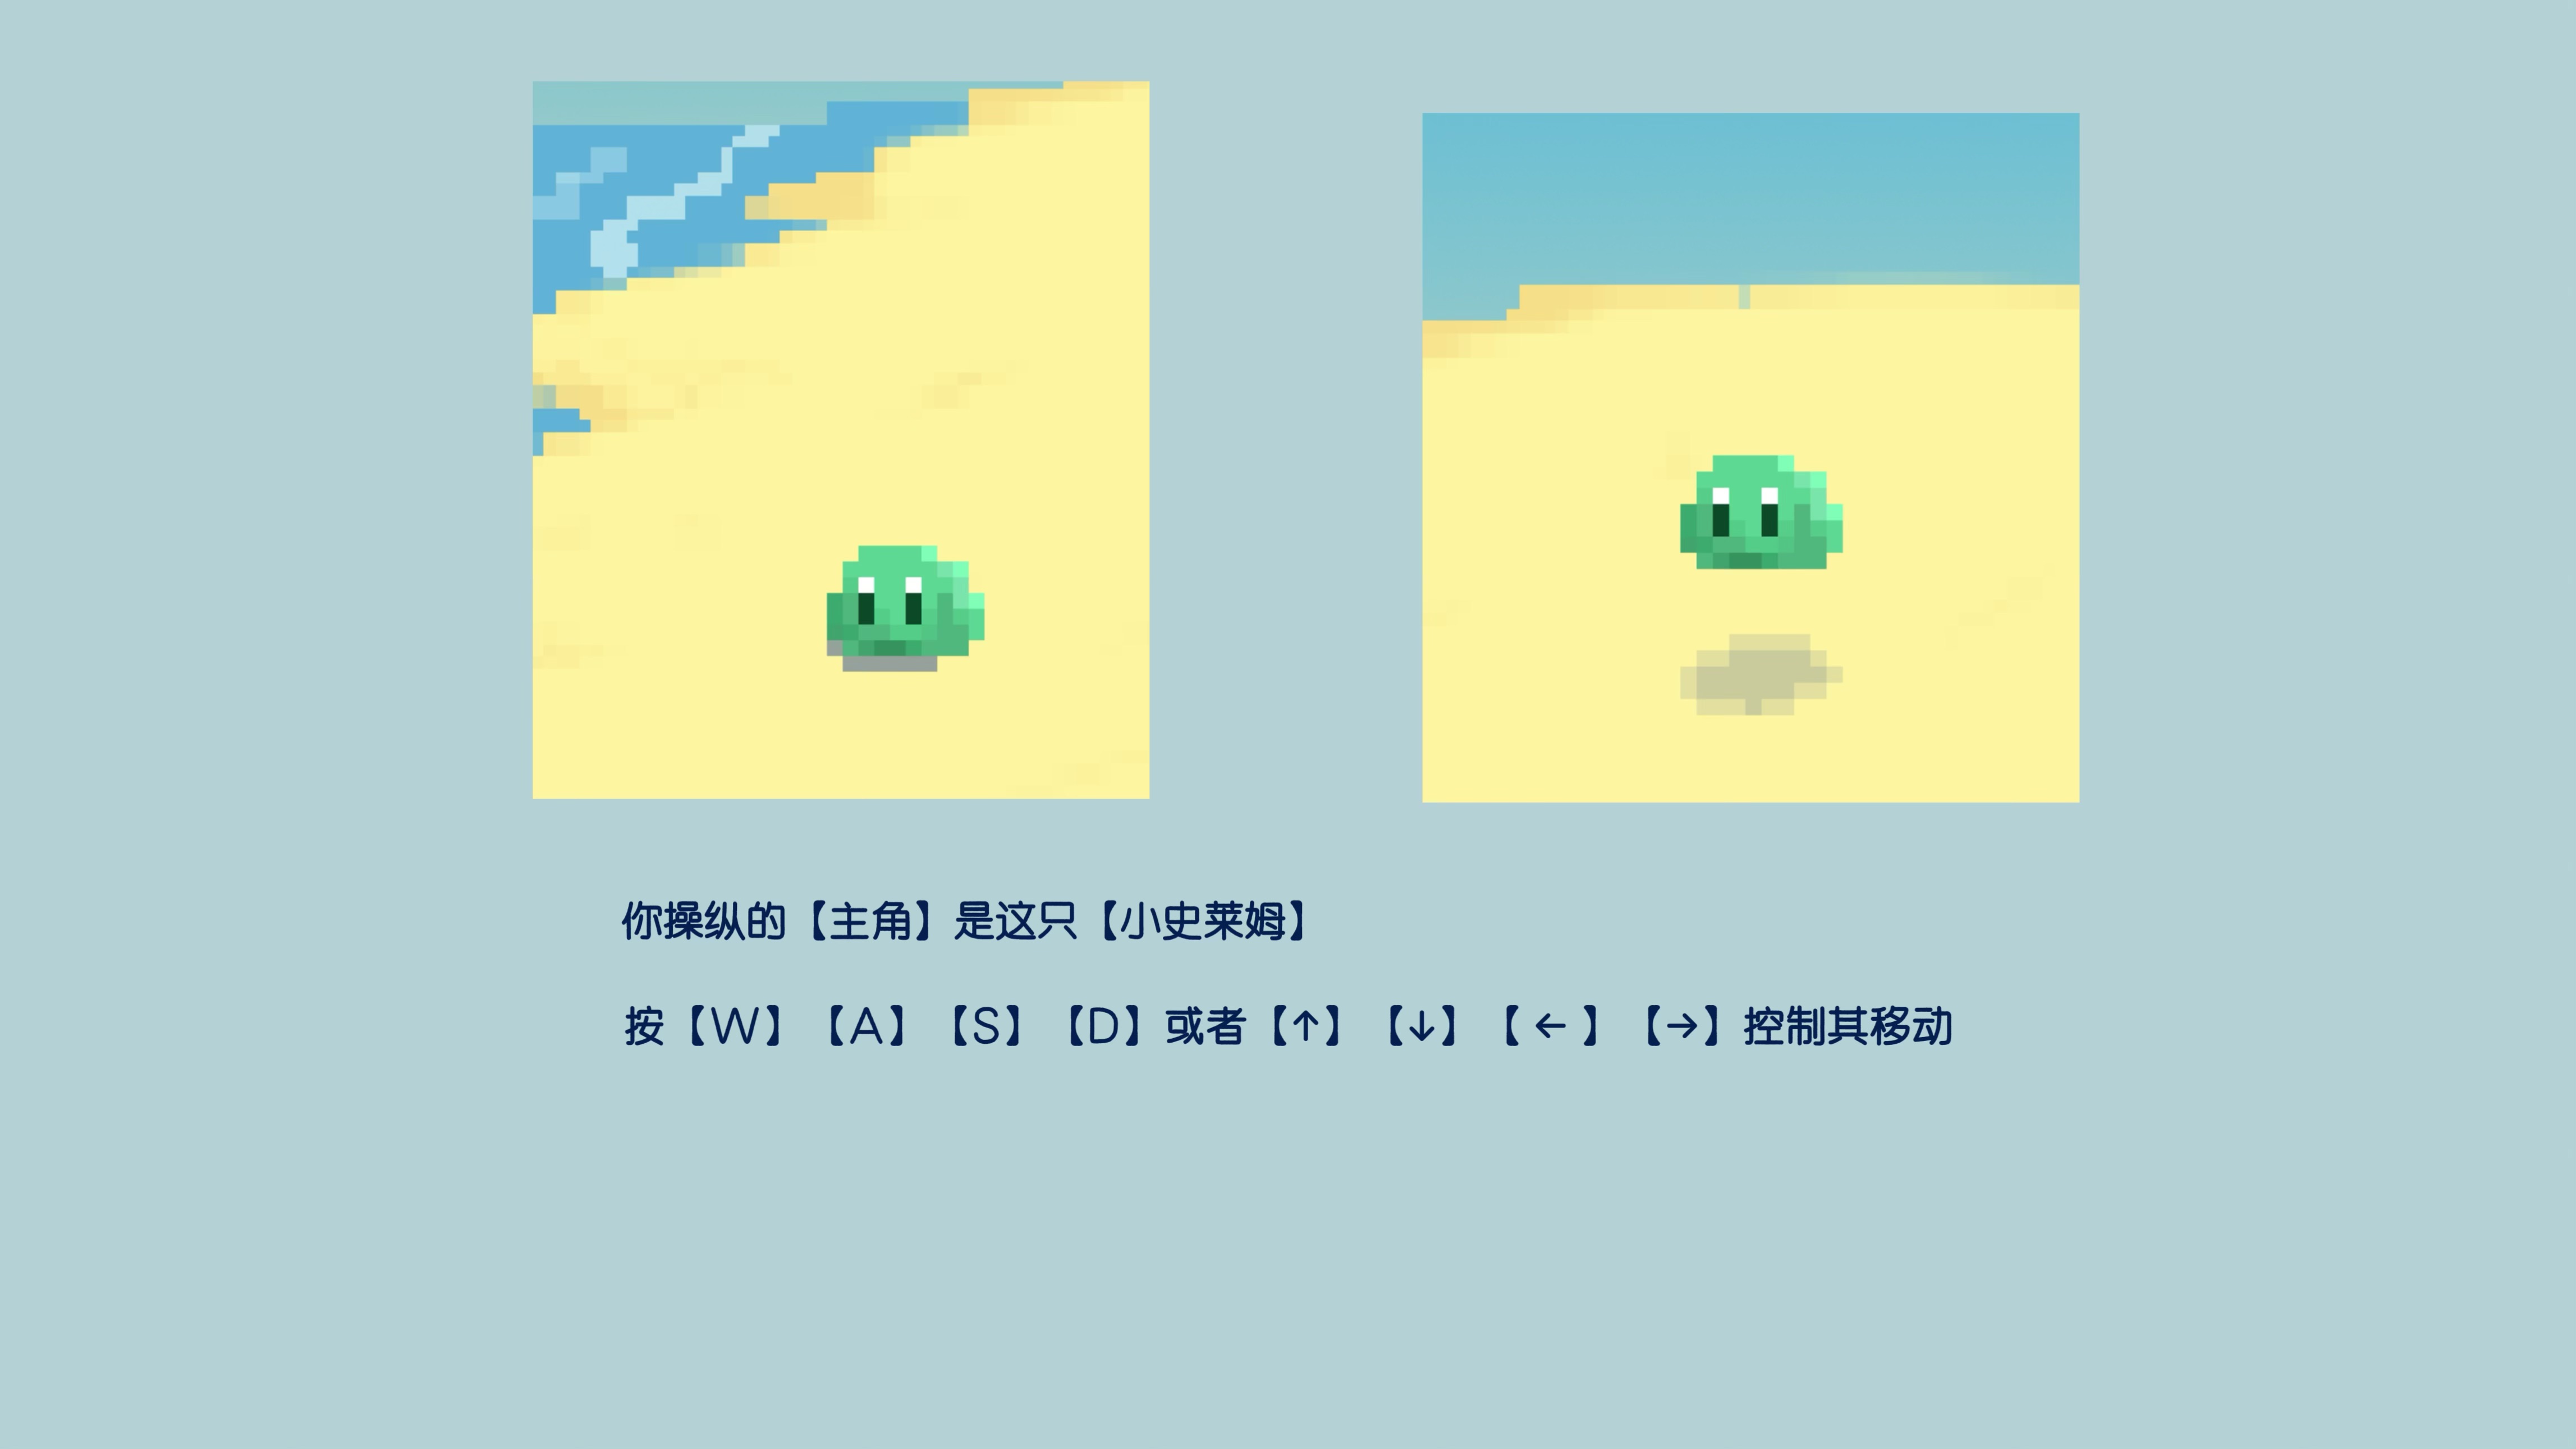 你操纵的【主角】是这只【小史莱姆】
按【W】【A】【S】【D】或者【↑】【↓】【 ← 】【→】控制其移动